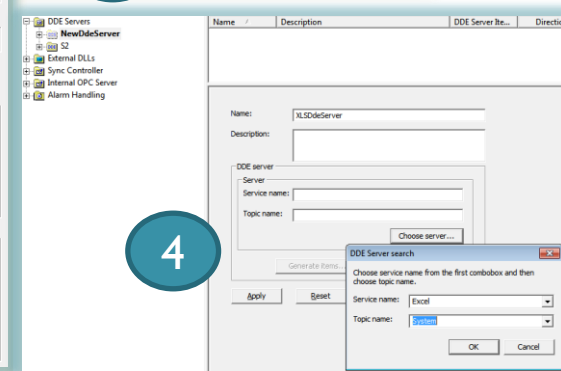 DDE Servers
NewDdeServer
S2
External DLLs
Sync Controller
Internal OPC Server
Alarm Handling
Name / Description DDE Server Ite... Directio
Name: XLSDdeServer
Description:
DDE server
Server
Service name:
Topic name:
Choose server...
Generate items...
Apply Reset
4
DDE Server search
Choose service name from the first combobox and then
choose topic name.
Service name: Excel
Topic name: System
OK Cancel